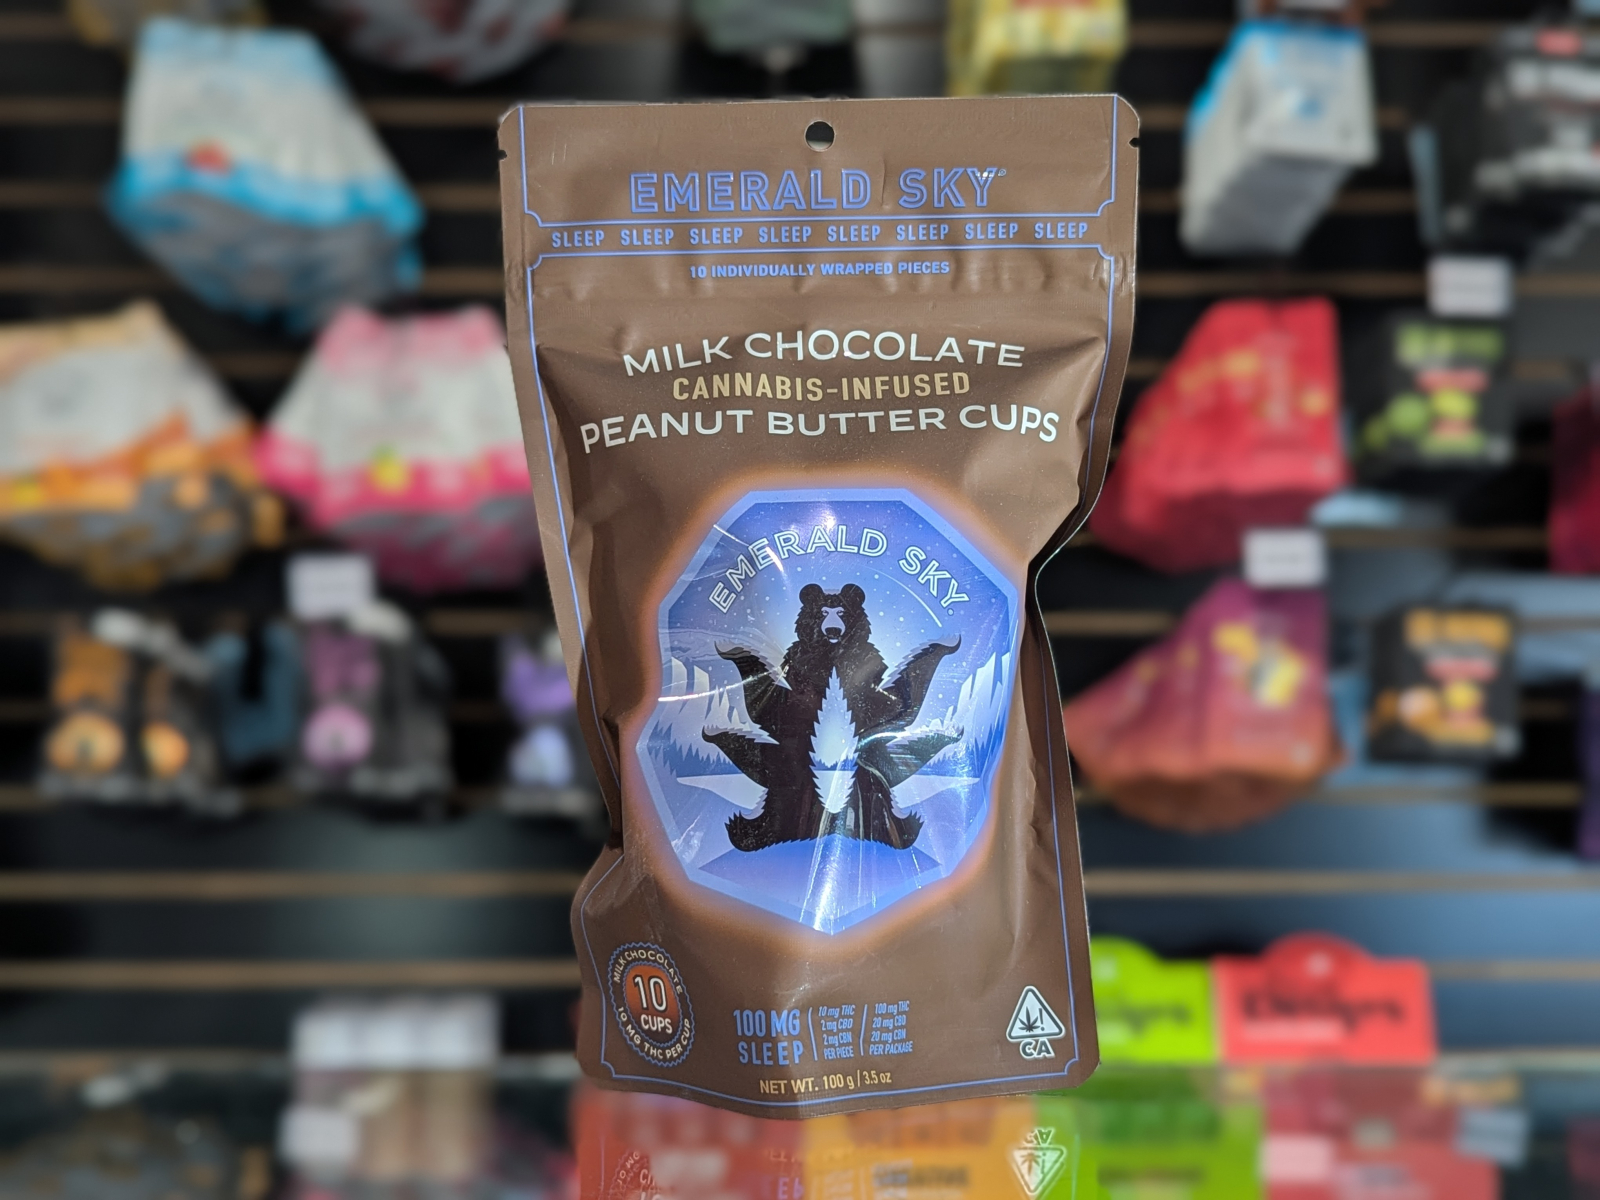 EMERALD SKY
SLEEP SLEEP SLEEP SLEEP SLEEP SLEEP SLEEP SLEEP
10 INDIVIDUALLY WRAPPED PIECES
MILK CHOCOLATE
CANNABIS-INFUSED
PEANUT BUTTER CUPS
EMERALD SKY
MILK CHOCOLATE
10
CUPS
10 MG THC PER CUP
100 MG
SLEEP
10 mg THC
2 mg CBD
2 mg CBN
PER PIECE
100 mg THC
20 mg CBD
20 mg CBN
PER PACKAGE
CA
NET WT. 100 g / 3.5 oz